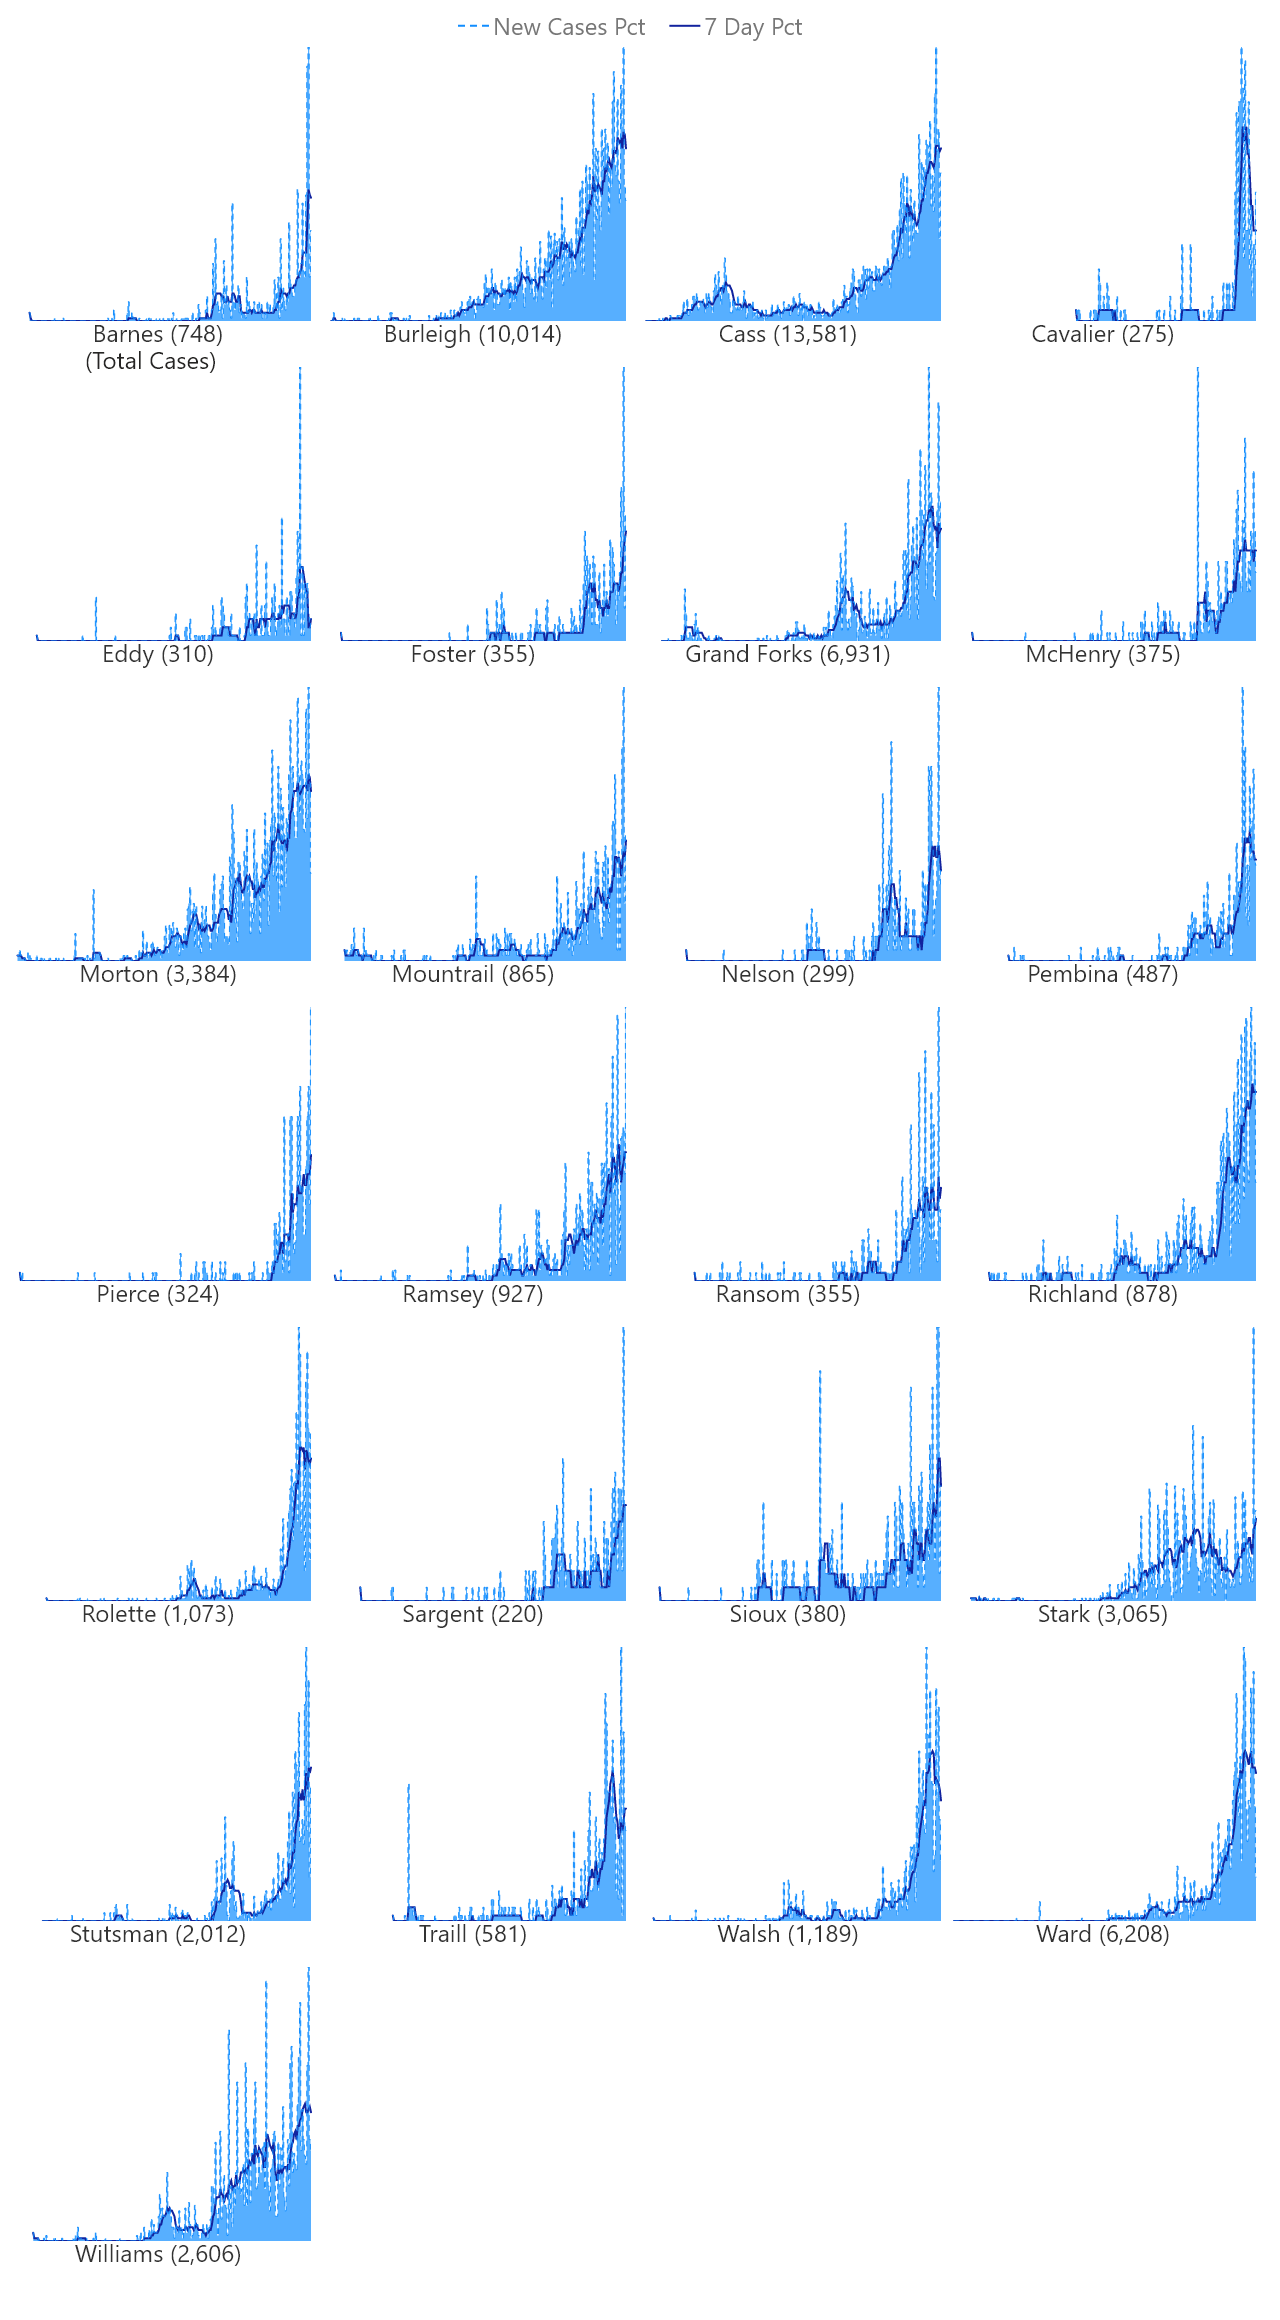 New Cases Pct 7 Day Pct
Barnes (748) Burleigh (10,014) Cass (13,581) Cavalier (275)
(Total Cases)
Eddy (310) Foster (355) Grand Forks (6,931) McHenry (375)
Morton (3,384) Mountrail (865) Nelson (299) Pembina (487)
Pierce (324) Ramsey (927) Ransom (355) Richland (878)
Rolette (1,073) Sargent (220) Sioux (380) Stark (3,065)
Stutsman (2,012) Traill (581) Walsh (1,189) Ward (6,208)
Williams (2,606)